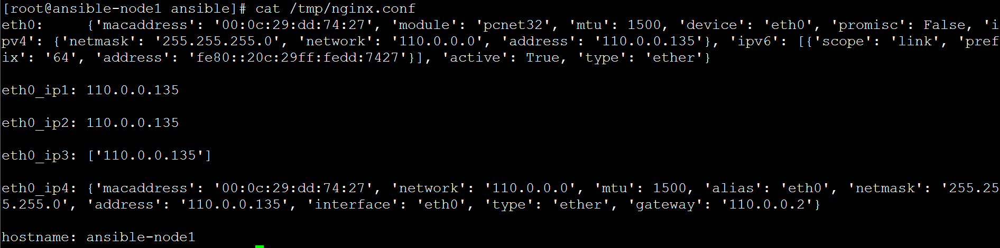 [root@ansible-node1 ansible]# cat /tmp/nginx.conf
eth0:     {'macaddress': '00:0c:29:dd:74:27', 'module': 'pcnet32', 'mtu': 1500, 'device': 'eth0', 'promisc': False, 'i
pv4': {'netmask': '255.255.255.0', 'network': '110.0.0.0', 'address': '110.0.0.135'}, 'ipv6': [{'scope': 'link', 'pref
ix': '64', 'address': 'fe80::20c:29ff:fedd:7427'}], 'active': True, 'type': 'ether'}
eth0_ip1: 110.0.0.135
eth0_ip2: 110.0.0.135
eth0_ip3: ['110.0.0.135']
eth0_ip4: {'macaddress': '00:0c:29:dd:74:27', 'network': '110.0.0.0', 'mtu': 1500, 'alias': 'eth0', 'netmask': '255.25
5.255.0', 'address': '110.0.0.135', 'interface': 'eth0', 'type': 'ether', 'gateway': '110.0.0.2'}
hostname: ansible-node1